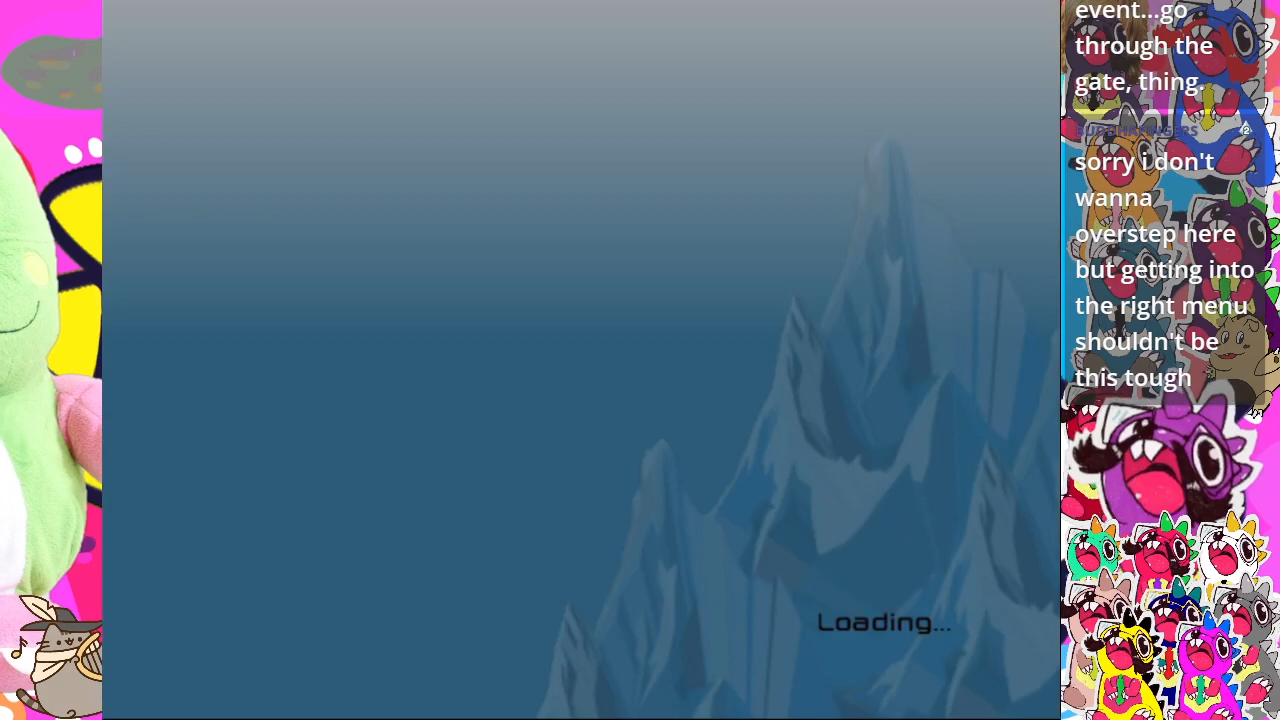 event...go
through the
gate, thing.
BUDDHAFINGERS
sorry i don't
wanna
overstep here
but getting into
the right menu
shouldn't be
this tough
Loading...